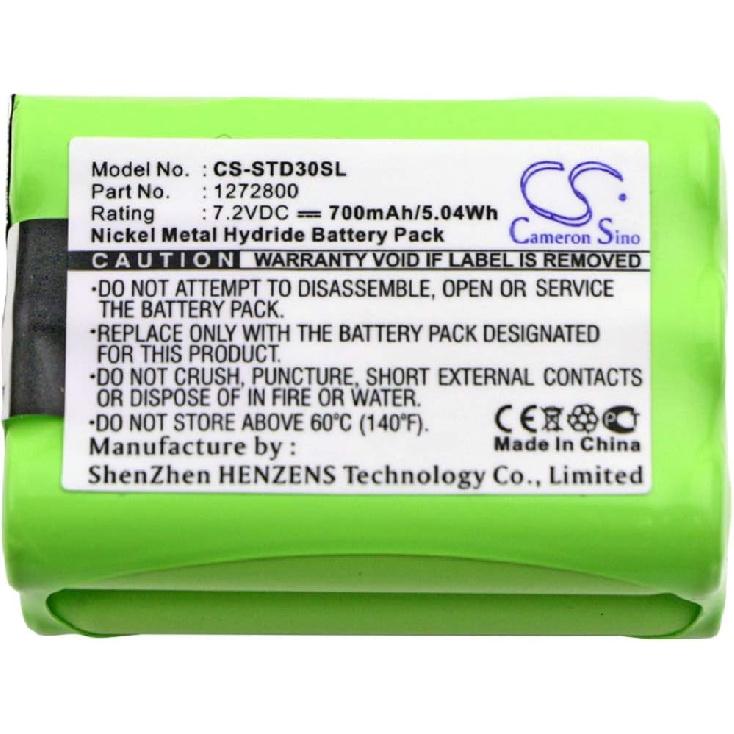 Model No. : CS-STD30SL
Part No. : 1272800
Rating : 7.2VDC ⎓ 700mAh/5.04Wh
Nickel Metal Hydride Battery Pack
CS
Cameron Sino
CAUTION WARRANTY VOID IF LABEL IS REMOVED
•DO NOT ATTEMPT TO DISASSEMBLE, OPEN OR SERVICE
THE BATTERY PACK.
•REPLACE ONLY WITH THE BATTERY PACK DESIGNATED
FOR THIS BATTERY.
•DO NOT CRUSH, PUNCTURE, SHORT EXTERNAL CONTACTS
OR DISPOSE OF IN FIRE OR WATER.
•DO NOT STORE ABOVE 60°C (140°F).
CE
PCT
Made In China
Manufacture by :
ShenZhen HENZENS Technology Co., Limited